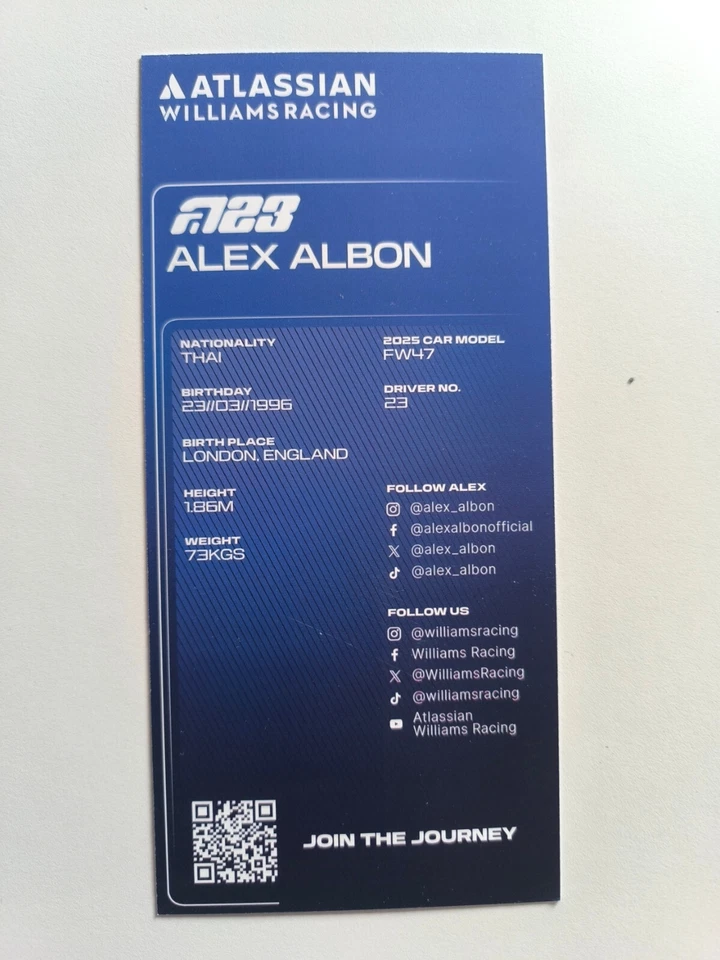 ATLASSIAN
WILLIAMS RACING
A23
ALEX ALBON
NATIONALITY
THAI
BIRTHDAY
23//03//1996
BIRTH PLACE
LONDON, ENGLAND
HEIGHT
1.86M
WEIGHT
73KGS
2025 CAR MODEL
FW47
DRIVER NO.
23
FOLLOW ALEX
@alex_albon
@alexalbonofficial
@alex_albon
@alex_albon
FOLLOW US
@williamsracing
Williams Racing
@WilliamsRacing
@williamsracing
Atlassian
Williams Racing
JOIN THE JOURNEY